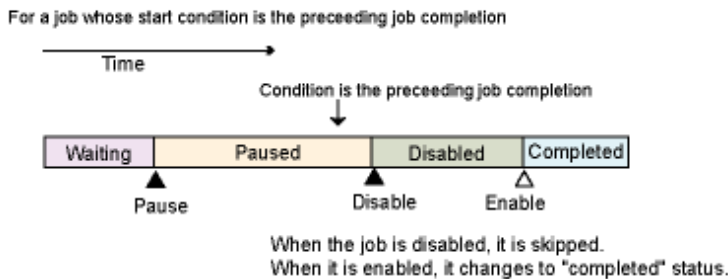 For a job whose start condition is the preceeding job completion
Time
Condition is the preceeding job completion
Waiting
Paused
Disabled
Completed
Pause
Disable
Enable
When the job is disabled, it is skipped.
When it is enabled, it changes to "completed" status.